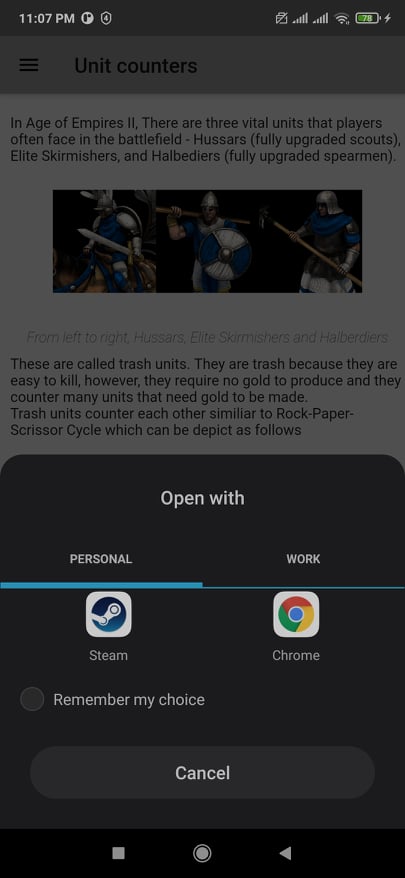 11:07 PM 4 78
Unit counters
In Age of Empires II, There are three vital units that players
often face in the battlefield - Hussars (fully upgraded scouts),
Elite Skirmishers, and Halbediers (fully upgraded spearmen).
From left to right, Hussars, Elite Skirmishers and Halberdiers
These are called trash units. They are trash because they are
easy to kill, however, they require no gold to produce and they
counter many units that need gold to be made.
Trash units counter each other similiar to Rock-Paper-
Scrissor Cycle which can be depict as follows
Open with
PERSONAL WORK
Steam Chrome
Remember my choice
Cancel